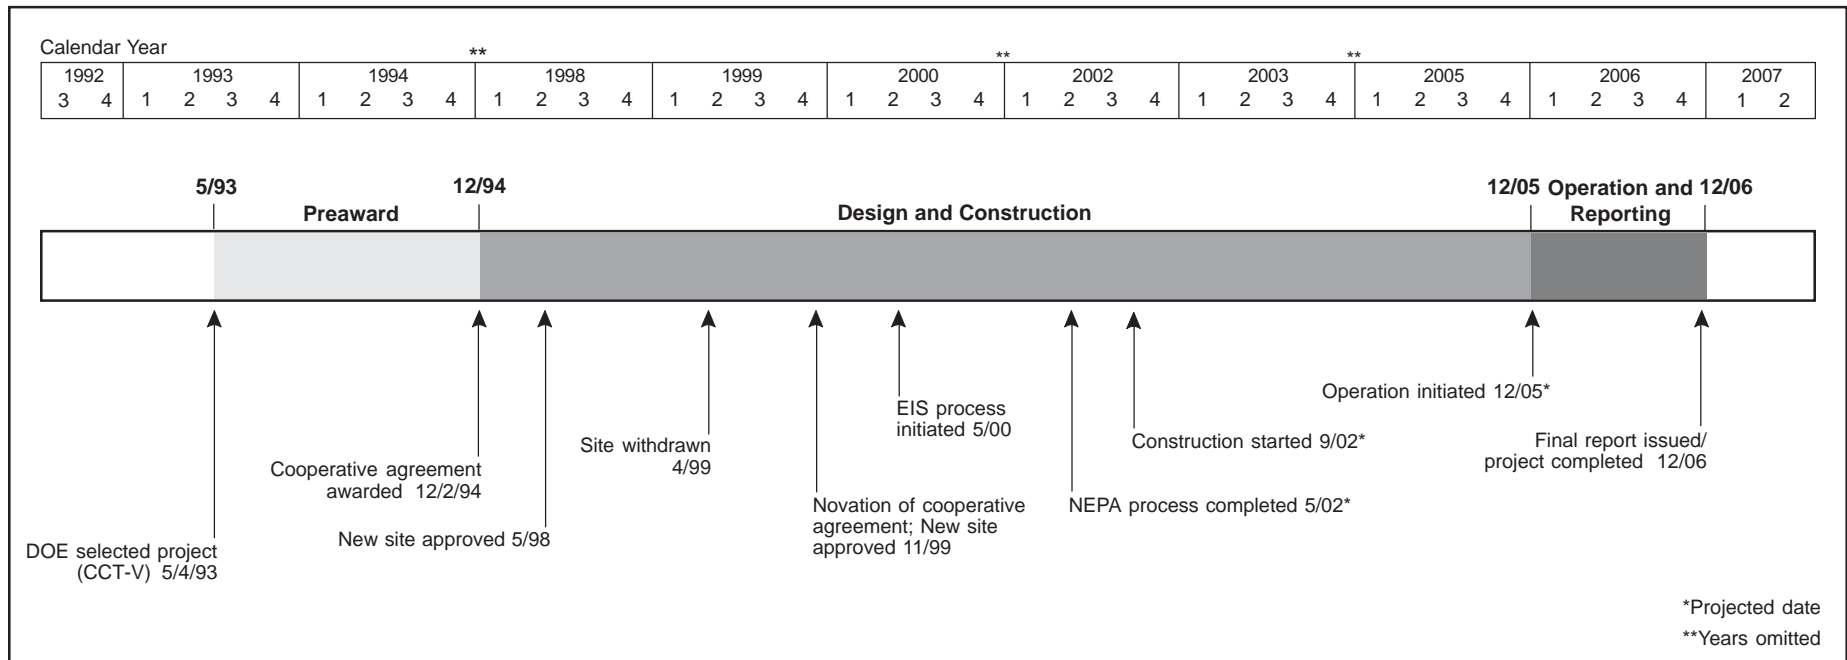 Calendar Year
** ** **
1992 1993 1994 1998 1999 2000 2002 2003 2005 2006 2007
3 4 1 2 3 4 1 2 3 4 1 2 3 4 1 2 3 4 1 2 3 4 1 2 3 4 1 2 3 4 1 2 3 4 1 2 3 4 1 2
5/93
Preaward
12/94
Design and Construction
12/05
Operation and
Reporting
12/06
DOE selected project
(CCT-V) 5/4/93
Cooperative agreement
awarded 12/2/94
New site approved 5/98
Site withdrawn
4/99
Novation of cooperative
agreement; New site
approved 11/99
EIS process
initiated 5/00
NEPA process completed 5/02*
Construction started 9/02*
Operation initiated 12/05*
Final report issued/
project completed 12/06
*Projected date
**Years omitted